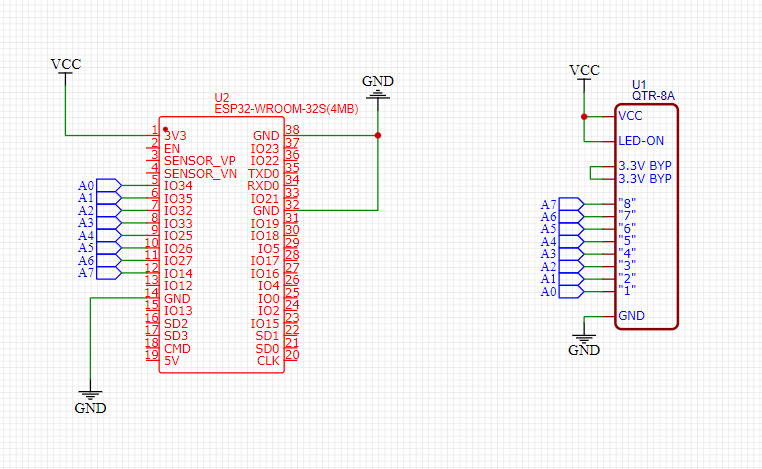 VCC
U2
ESP32-WROOM-32S(4MB)
GND
1 3V3 GND 38
2 EN IO23 37
3 SENSOR_VP IO22 36
4 SENSOR_VN TXD0 35
A0 5 IO34 RXD0 34
A1 6 IO35 IO21 33
A2 7 IO32 GND 32
A3 8 IO33 IO19 31
A4 9 IO25 IO18 30
A5 10 IO26 IO5 29
A6 11 IO27 IO17 28
A7 12 IO14 IO16 27
13 IO12 IO4 26
14 GND IO0 25
15 IO13 IO2 24
16 SD2 IO15 23
17 SD3 SD1 22
18 CMD SD0 21
19 5V CLK 20
GND
VCC
U1
QTR-8A
VCC
LED-ON
3.3V BYP
3.3V BYP
A7 "8"
A6 "7"
A5 "6"
A4 "5"
A3 "4"
A2 "3"
A1 "2"
A0 "1"
GND
GND